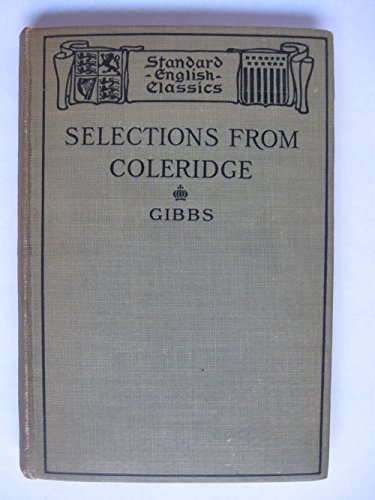 Standard
English
Classics
SELECTIONS FROM
COLERIDGE
GIBBS